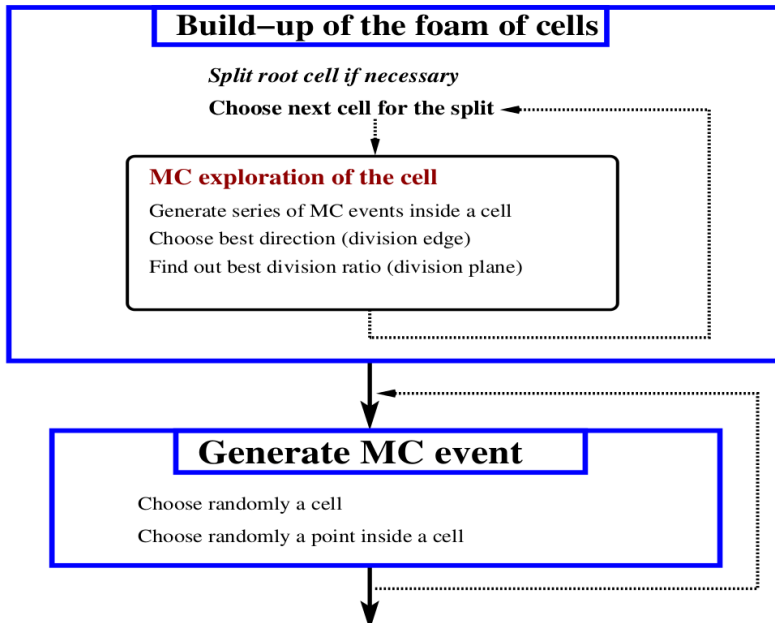 Build-up of the foam of cells
Split root cell if necessary
Choose next cell for the split
MC exploration of the cell
Generate series of MC events inside a cell
Choose best direction (division edge)
Find out best division ratio (division plane)
Generate MC event
Choose randomly a cell
Choose randomly a point inside a cell